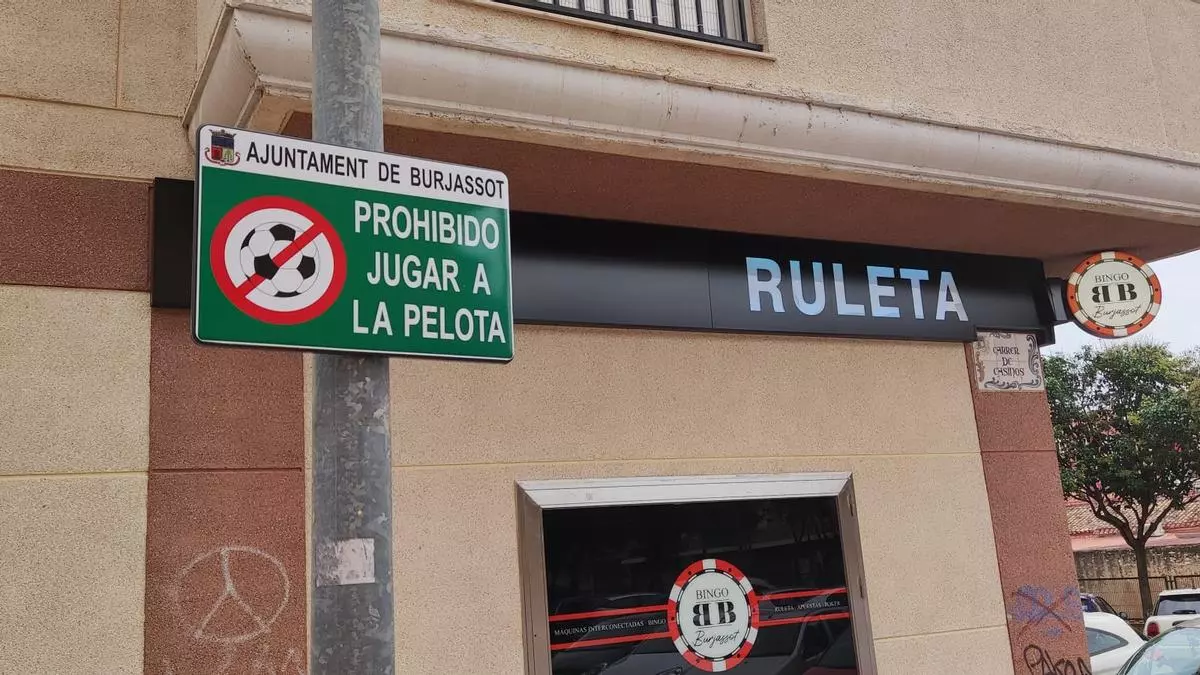 AJUNTAMENT DE BURJASSOT
PROHIBIDO
JUGAR A
LA PELOTA
RULETA
BINGO
BB
Burjassot
CARRER
DE
CASINOS
BINGO
BB
Burjassot
MÁQUINAS INTERCONECTADAS · BINGO
RULETA · APUESTAS · POKER